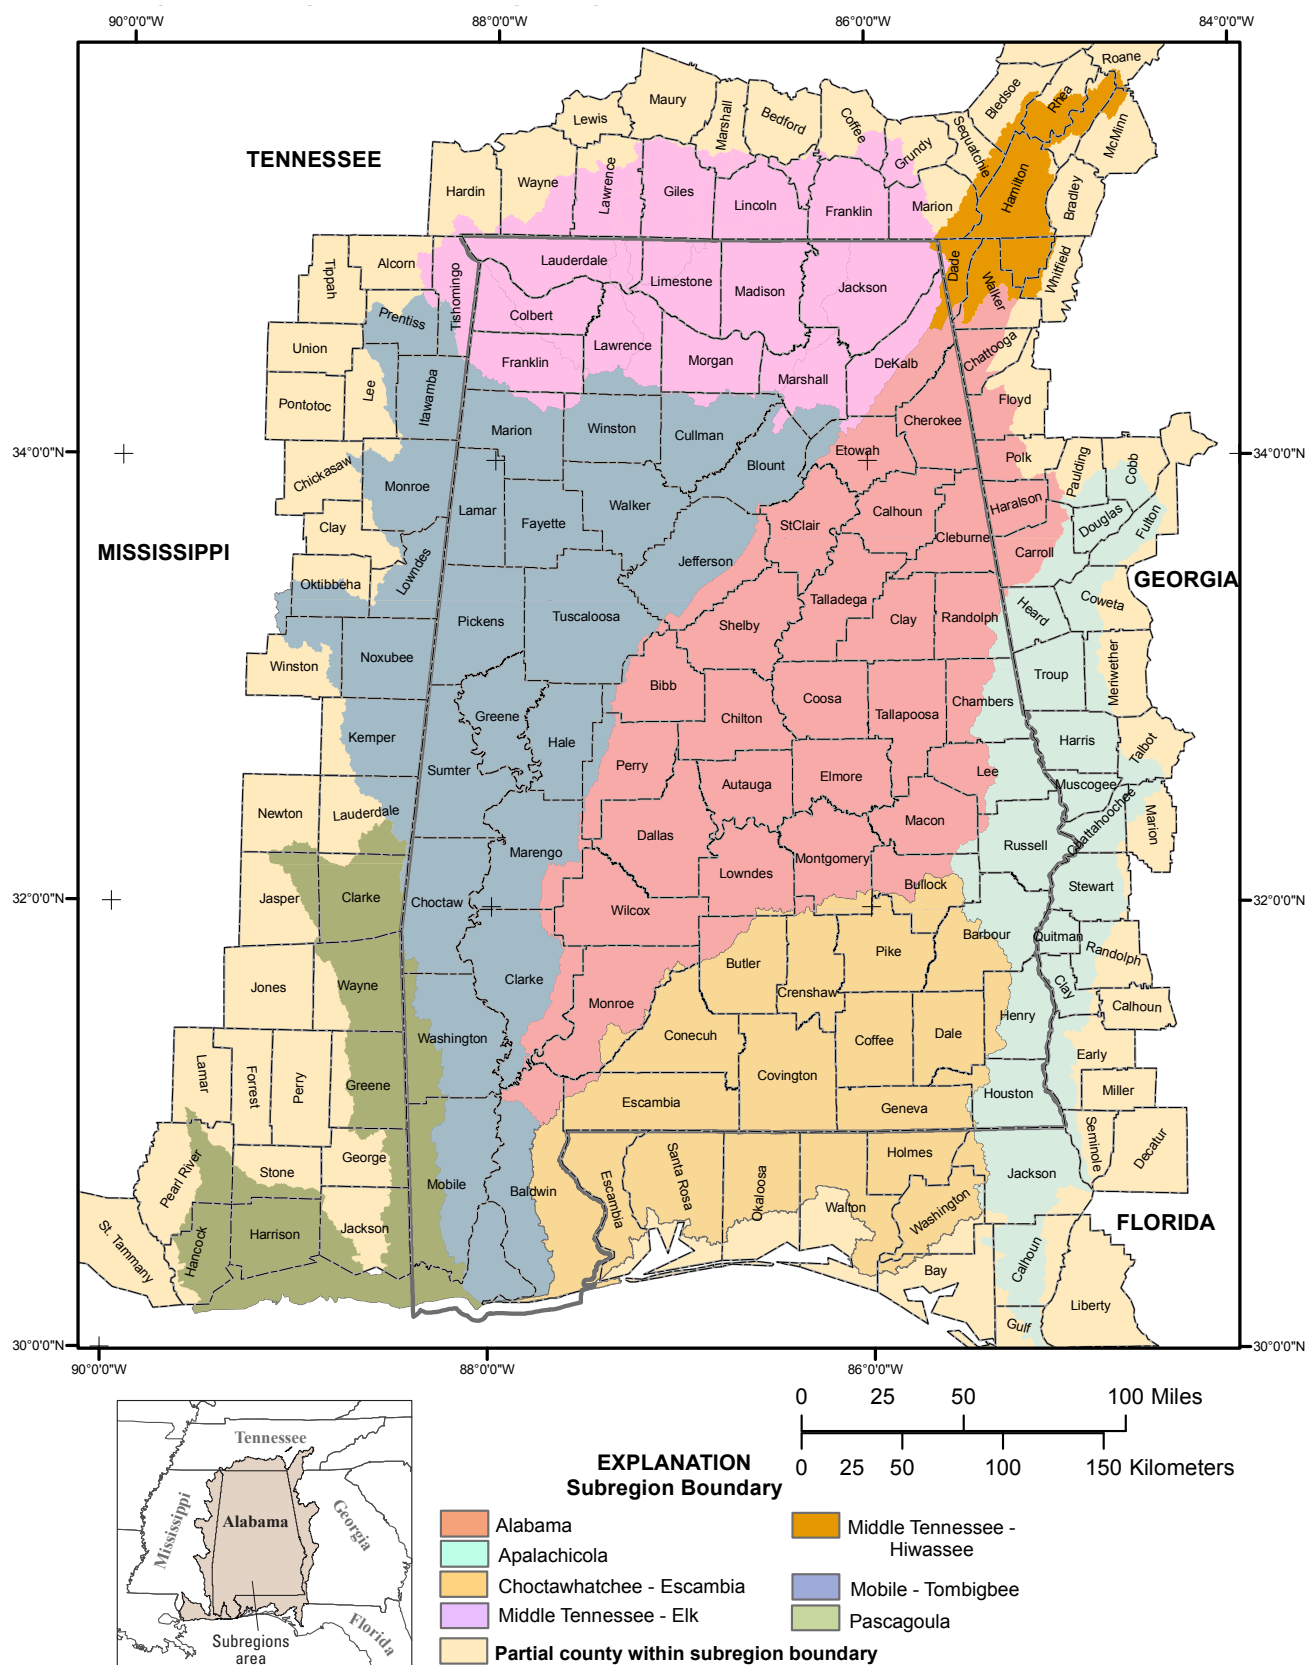 90°0'0"W
88°0'0"W
86°0'0"W
84°0'0"W
Roane
Bledsoe
Rhea
Maury
Marshall
Bedford
Coffee
Lewis
Grundy
Sequatchie
McMinn
TENNESSEE
Hardin
Wayne
Lawrence
Giles
Lincoln
Franklin
Marion
Hamilton
Bradley
Tippah
Alcorn
Tishomingo
Lauderdale
Limestone
Madison
Jackson
Dade
Walker
Whitfield
Prentiss
Colbert
Union
Franklin
Lawrence
Morgan
Marshall
DeKalb
Chattooga
Lee
Itawamba
Pontotoc
Marion
Winston
Cullman
Cherokee
Floyd
34°0'0"N
Etowah
Polk
Paulding
Cobb
34°0'0"N
Chickasaw
Monroe
Blount
Lamar
Fayette
Walker
StClair
Calhoun
Haralson
Douglas
Fulton
Clay
Cleburne
Carroll
MISSISSIPPI
Oktibbeha
Lowndes
Jefferson
GEORGIA
Pickens
Tuscaloosa
Shelby
Talladega
Clay
Randolph
Heard
Coweta
Winston
Noxubee
Bibb
Troup
Meriwether
Greene
Chilton
Coosa
Tallapoosa
Chambers
Kemper
Hale
Harris
Talbot
Sumter
Perry
Autauga
Elmore
Lee
Muscogee
Newton
Lauderdale
Dallas
Macon
Chattahoochee
Marion
Marengo
Montgomery
Russell
Lowndes
Bullock
Stewart
32°0'0"N
Jasper
Clarke
Choctaw
Wilcox
32°0'0"N
Barbour
Quitman
Randolph
Jones
Wayne
Clarke
Butler
Pike
Crenshaw
Clay
Calhoun
Monroe
Henry
Washington
Conecuh
Coffee
Dale
Early
Lamar
Forrest
Perry
Greene
Escambia
Covington
Geneva
Houston
Miller
Pearl River
Stone
George
Holmes
Seminole
Decatur
Mobile
Baldwin
Escambia
Santa Rosa
Okaloosa
Walton
Washington
Jackson
FLORIDA
St. Tammany
Hancock
Harrison
Jackson
Bay
Calhoun
Liberty
Gulf
30°0'0"N
30°0'0"N
90°0'0"W
88°0'0"W
86°0'0"W
0 25 50 100 Miles
0 25 50 100 150 Kilometers
Tennessee
Mississippi
Alabama
Georgia
Florida
Subregions
area
EXPLANATION
Subregion Boundary
Alabama
Apalachicola
Choctawhatchee - Escambia
Middle Tennessee - Elk
Partial county within subregion boundary
Middle Tennessee -
Hiwassee
Mobile - Tombigbee
Pascagoula